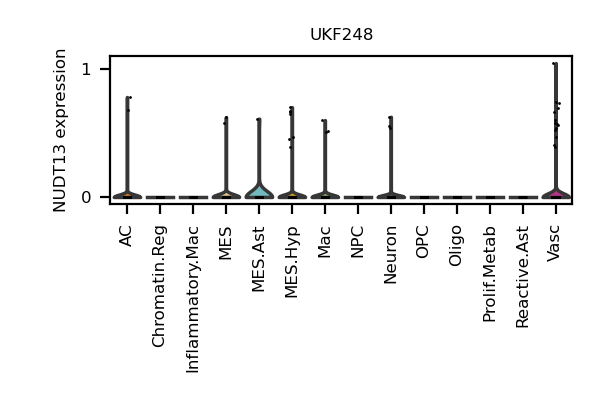 UKF248
NUDT13 expression
1
0
AC
Chromatin.Reg
Inflammatory.Mac
MES
MES.Ast
MES.Hyp
Mac
NPC
Neuron
OPC
Oligo
Prolif.Metab
Reactive.Ast
Vasc